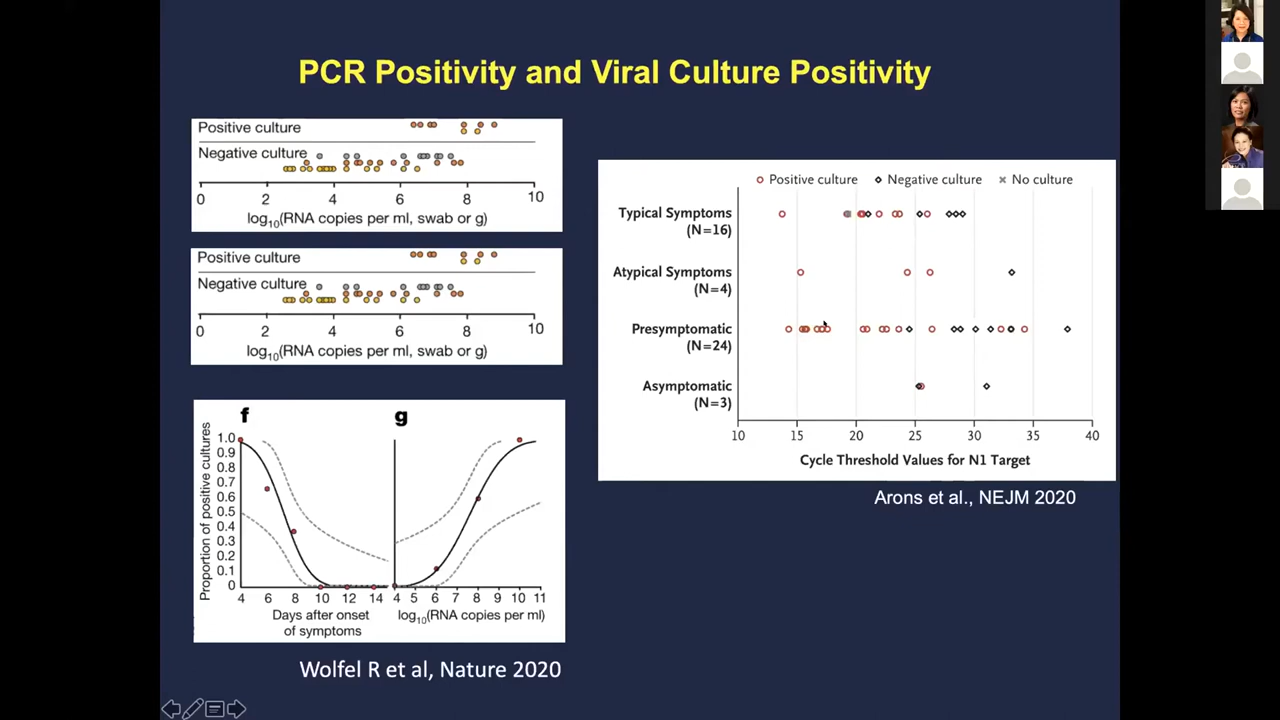 PCR Positivity and Viral Culture Positivity
Positive culture
Negative culture
0 2 4 6 8 10
log10(RNA copies per ml, swab or g)
Positive culture
Negative culture
0 2 4 6 8 10
log10(RNA copies per ml, swab or g)
f g
Proportion of positive cultures
1.0
0.9
0.8
0.7
0.6
0.5
0.4
0.3
0.2
0.1
0
4 6 8 10 12 14 4 5 6 7 8 9 10 11
Days after onset
of symptoms
log10(RNA copies per ml)
Wolfel R et al, Nature 2020
Positive culture Negative culture No culture
Typical Symptoms
(N=16)
Atypical Symptoms
(N=4)
Presymptomatic
(N=24)
Asymptomatic
(N=3)
10 15 20 25 30 35 40
Cycle Threshold Values for N1 Target
Arons et al., NEJM 2020